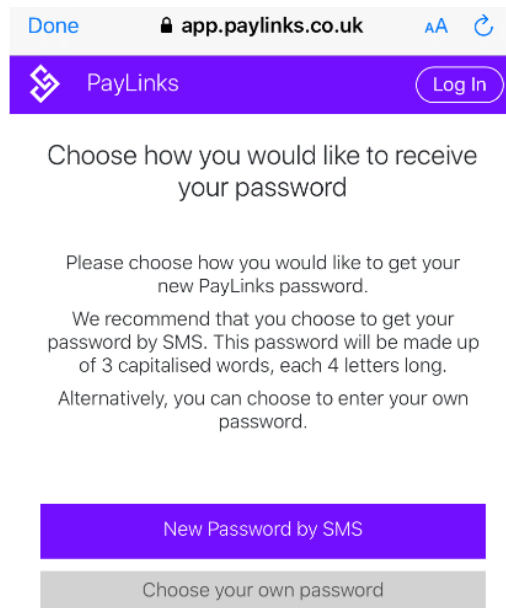 Done app.paylinks.co.uk AA
PayLinks Log In
Choose how you would like to receive
your password
Please choose how you would like to get your
new PayLinks password.
We recommend that you choose to get your
password by SMS. This password will be made up
of 3 capitalised words, each 4 letters long.
Alternatively, you can choose to enter your own
password.
New Password by SMS
Choose your own password